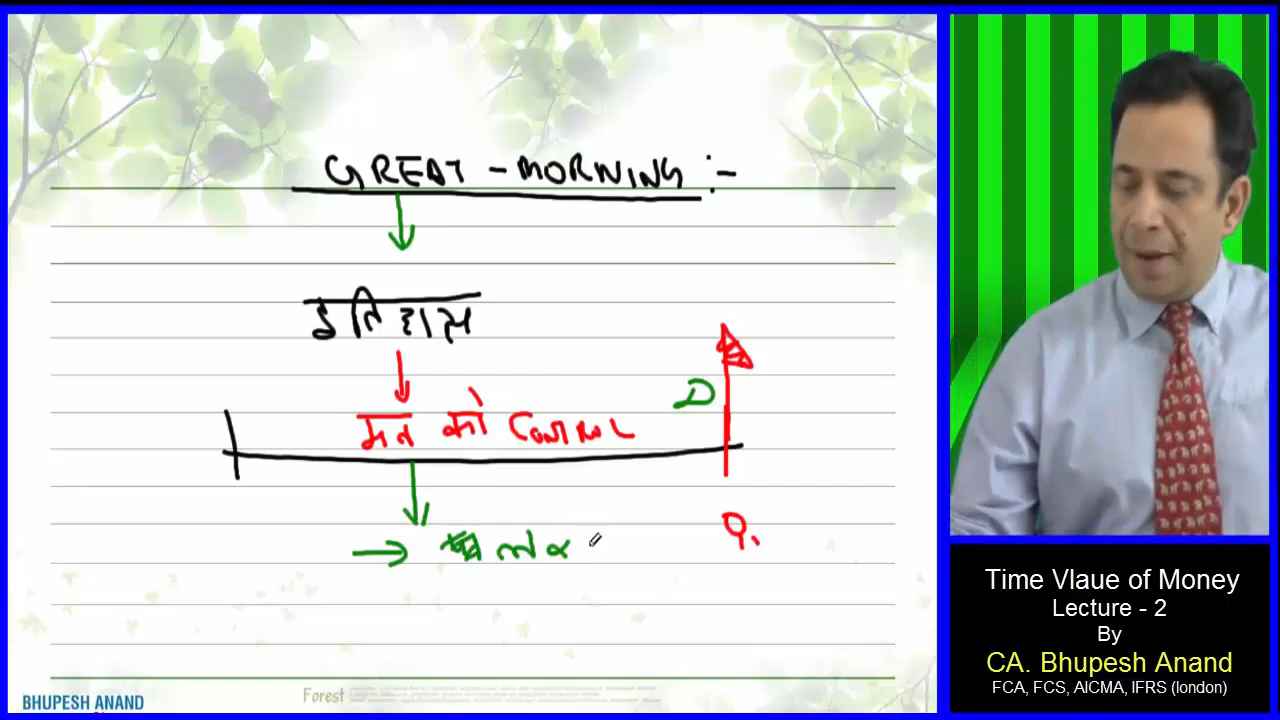 GREAT - MORNING :-
इतिहास
D
मन को CONTROL
Time Vlaue of Money
Lecture - 2
By
CA. Bhupesh Anand
FCA, FCS, AICMA, IFRS (london)
BHUPESH ANAND
Forest